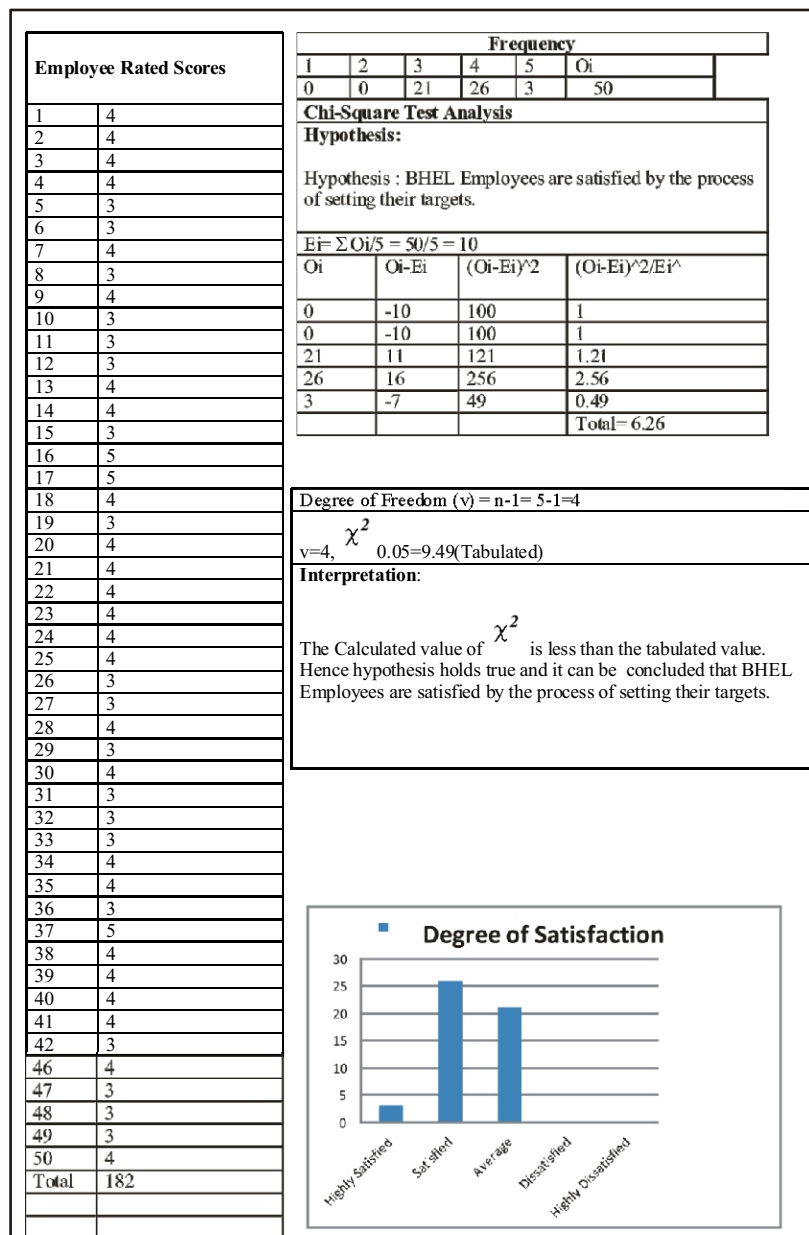 Employee Rated Scores
1 4
2 4
3 4
4 4
5 3
6 3
7 4
8 3
9 4
10 3
11 3
12 3
13 4
14 4
15 3
16 5
17 5
18 4
19 3
20 4
21 4
22 4
23 4
24 4
25 4
26 3
27 3
28 4
29 3
30 4
31 3
32 3
33 3
34 4
35 4
36 3
37 5
38 4
39 4
40 4
41 4
42 3
46 4
47 3
48 3
49 3
50 4
Total 182
Frequency
1 2 3 4 5 Oi
0 0 21 26 3 50
Chi-Square Test Analysis
Hypothesis:
Hypothesis : BHEL Employees are satisfied by the process
of setting their targets.
Ei= ΣOi/5 = 50/5 = 10
Oi Oi-Ei (Oi-Ei)^2 (Oi-Ei)^2/Ei^
0 -10 100 1
0 -10 100 1
21 11 121 1.21
26 16 256 2.56
3 -7 49 0.49
Total= 6.26
Degree of Freedom (v) = n-1= 5-1=4
v=4, χ² 0.05=9.49(Tabulated)
Interpretation:
The Calculated value of χ² is less than the tabulated value.
Hence hypothesis holds true and it can be concluded that BHEL
Employees are satisfied by the process of setting their targets.
Degree of Satisfaction
30
25
20
15
10
5
0
Highly Satisfied
Satisfied
Average
Dissatisfied
Highly Dissatisfied